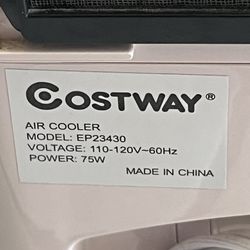 COSTWAY®
AIR COOLER
MODEL: EP23430
VOLTAGE: 110-120V~60Hz
POWER: 75W
MADE IN CHINA